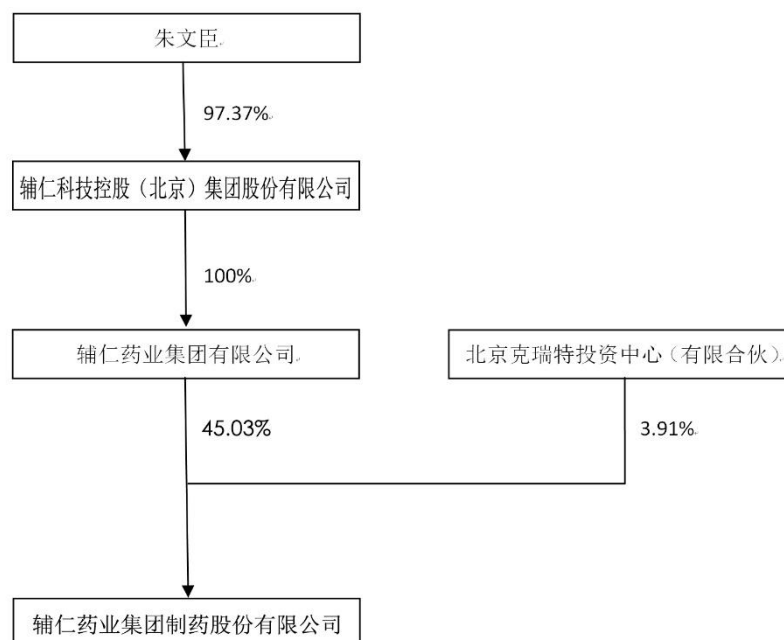 朱文臣
97.37%
辅仁科技控股（北京）集团股份有限公司
100%
辅仁药业集团有限公司
北京克瑞特投资中心（有限合伙）
45.03%
3.91%
辅仁药业集团制药股份有限公司